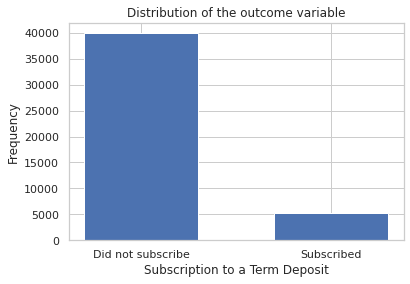 Distribution of the outcome variable
40000
35000
30000
25000
20000
15000
10000
5000
0
Frequency
Did not subscribe
Subscribed
Subscription to a Term Deposit